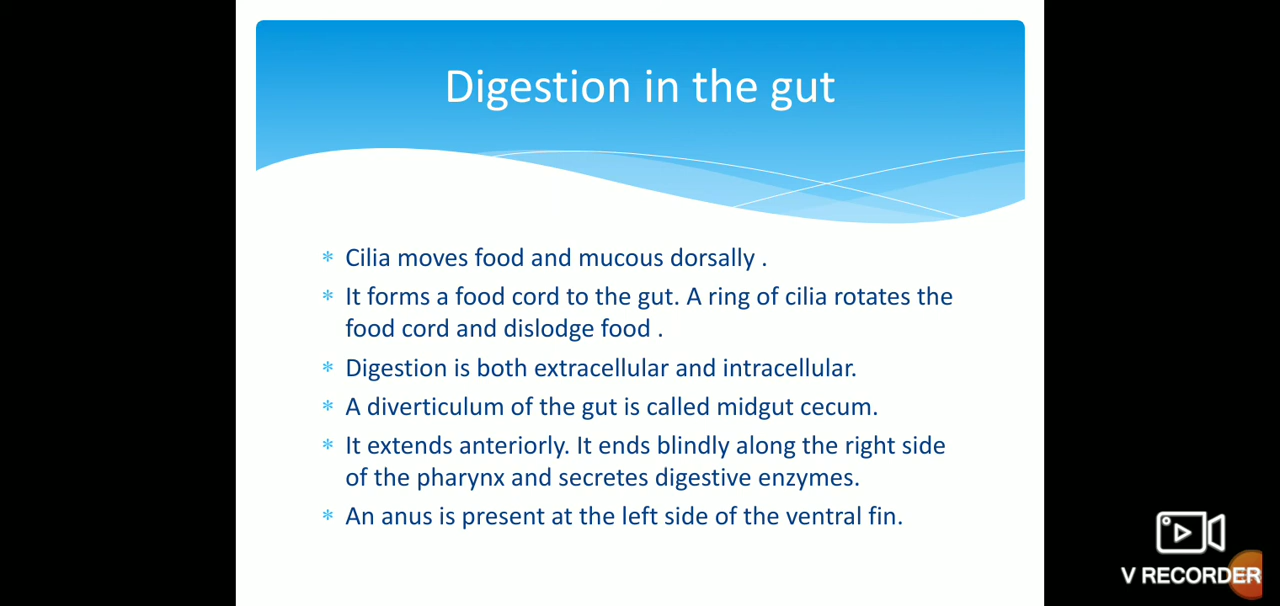 Digestion in the gut
* Cilia moves food and mucous dorsally .
* It forms a food cord to the gut. A ring of cilia rotates the
food cord and dislodge food .
* Digestion is both extracellular and intracellular.
* A diverticulum of the gut is called midgut cecum.
* It extends anteriorly. It ends blindly along the right side
of the pharynx and secretes digestive enzymes.
* An anus is present at the left side of the ventral fin.
V RECORDER